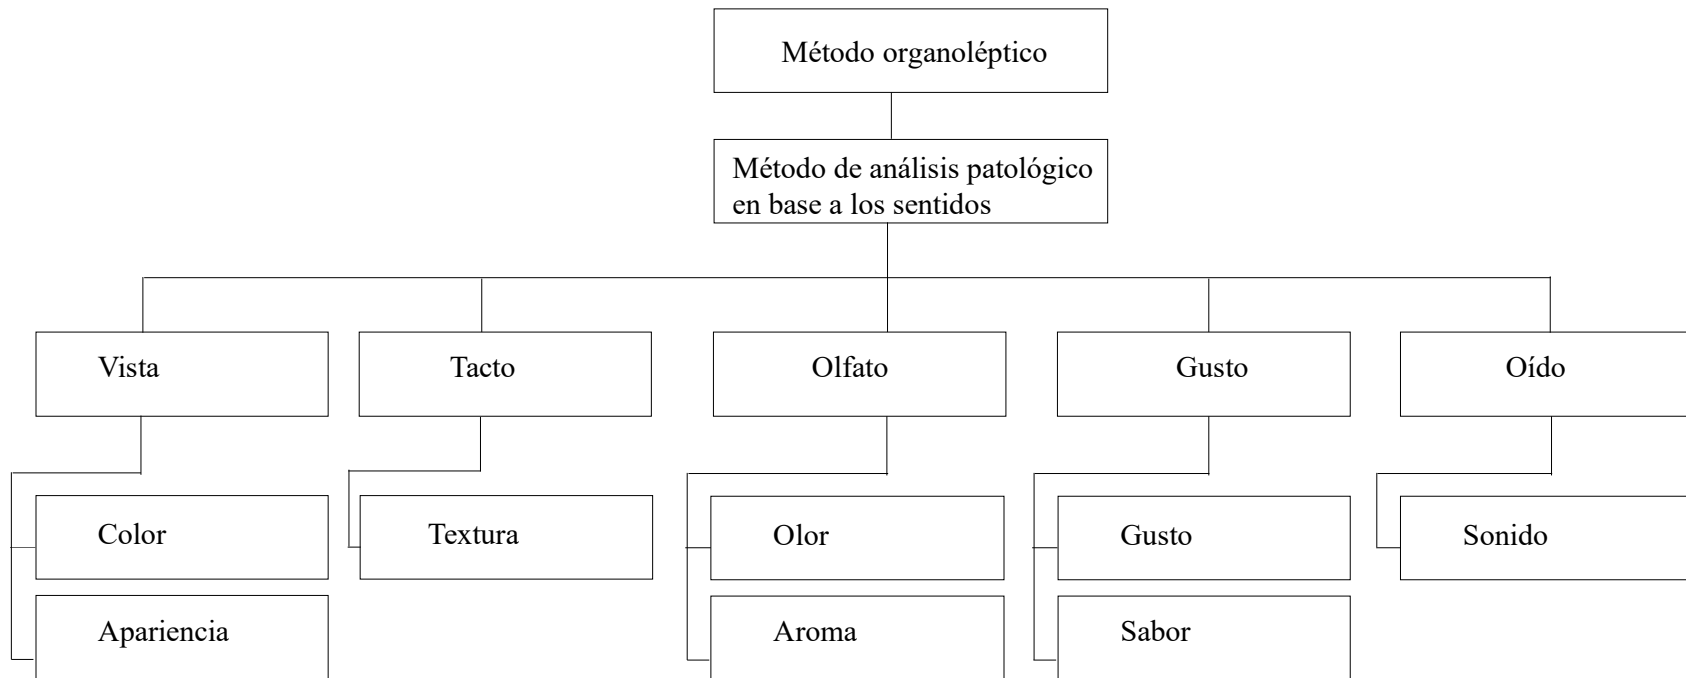 Método organoléptico
Método de análisis patológico
en base a los sentidos
Vista
Tacto
Olfato
Gusto
Oído
Color
Textura
Olor
Gusto
Sonido
Apariencia
Aroma
Sabor